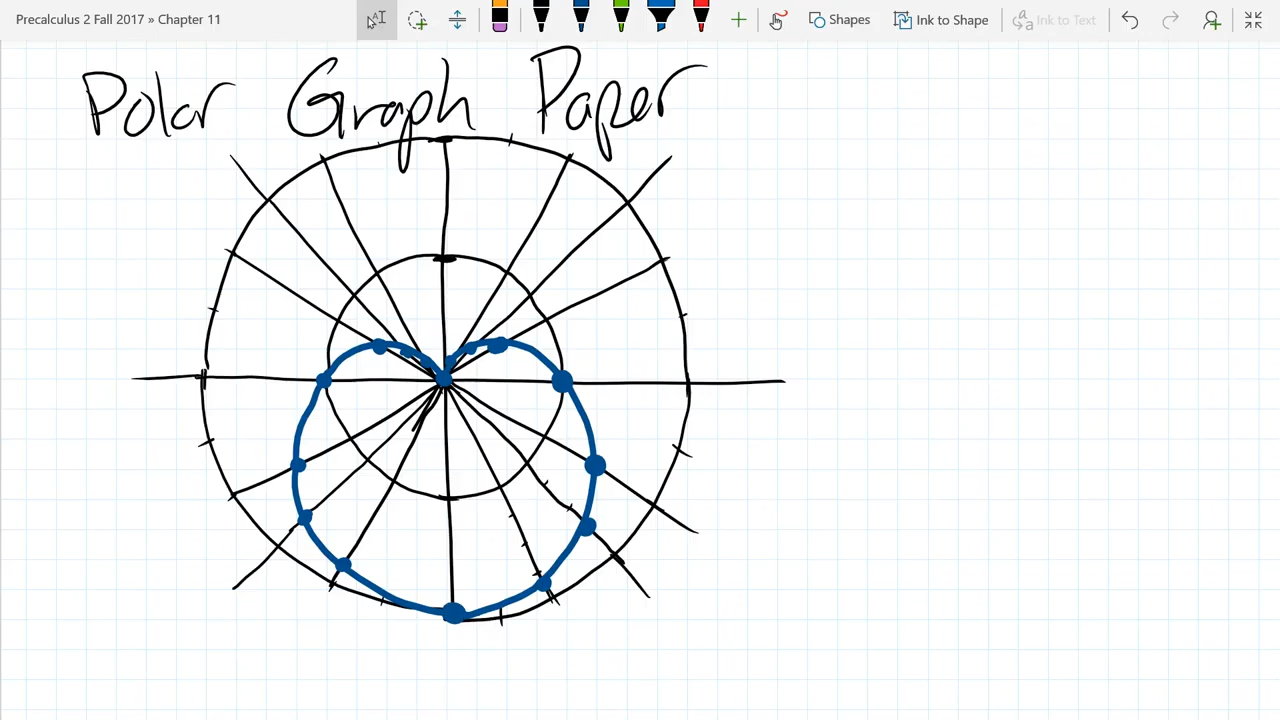 Precalculus 2 Fall 2017 » Chapter 11
Shapes
Ink to Shape
Ink to Text
Polar Graph Paper